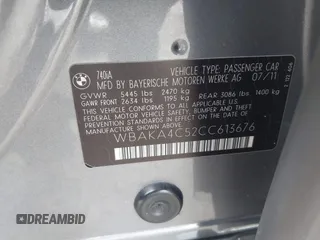 740iA
VEHICLE TYPE: PASSENGER CAR
MFD BY BAYERISCHE MOTOREN WERKE AG 07/11
GVWR 5445 lbs 2470 kg
GAWR FRONT 2634 lbs 1195 kg REAR 3086 lbs 1400 kg
THIS VEHICLE CONFORMS TO ALL APPLICABLE
FEDERAL MOTOR VEHICLE SAFETY, BUMPER, AND
THEFT PREVENTION STANDARDS IN EFFECT ON
THE DATE OF MANUFACTURE SHOWN ABOVE.
WBAKA4C52CC613676
DREAMBID